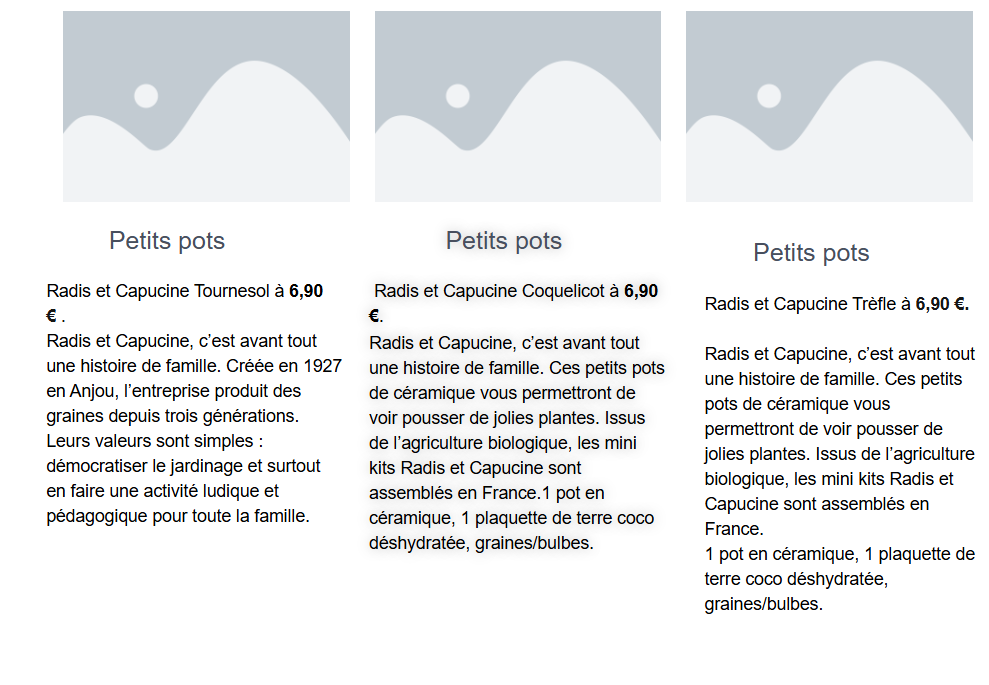 Petits pots
Radis et Capucine Tournesol à 6,90
€ .
Radis et Capucine, c’est avant tout
une histoire de famille. Créée en 1927
en Anjou, l’entreprise produit des
graines depuis trois générations.
Leurs valeurs sont simples :
démocratiser le jardinage et surtout
en faire une activité ludique et
pédagogique pour toute la famille.
Petits pots
Radis et Capucine Coquelicot à 6,90
€.
Radis et Capucine, c’est avant tout
une histoire de famille. Ces petits pots
de céramique vous permettront de
voir pousser de jolies plantes. Issus
de l’agriculture biologique, les mini
kits Radis et Capucine sont
assemblés en France.1 pot en
céramique, 1 plaquette de terre coco
déshydratée, graines/bulbes.
Petits pots
Radis et Capucine Trèfle à 6,90 €.
Radis et Capucine, c’est avant tout
une histoire de famille. Ces petits
pots de céramique vous
permettront de voir pousser de
jolies plantes. Issus de l’agriculture
biologique, les mini kits Radis et
Capucine sont assemblés en
France.
1 pot en céramique, 1 plaquette de
terre coco déshydratée,
graines/bulbes.